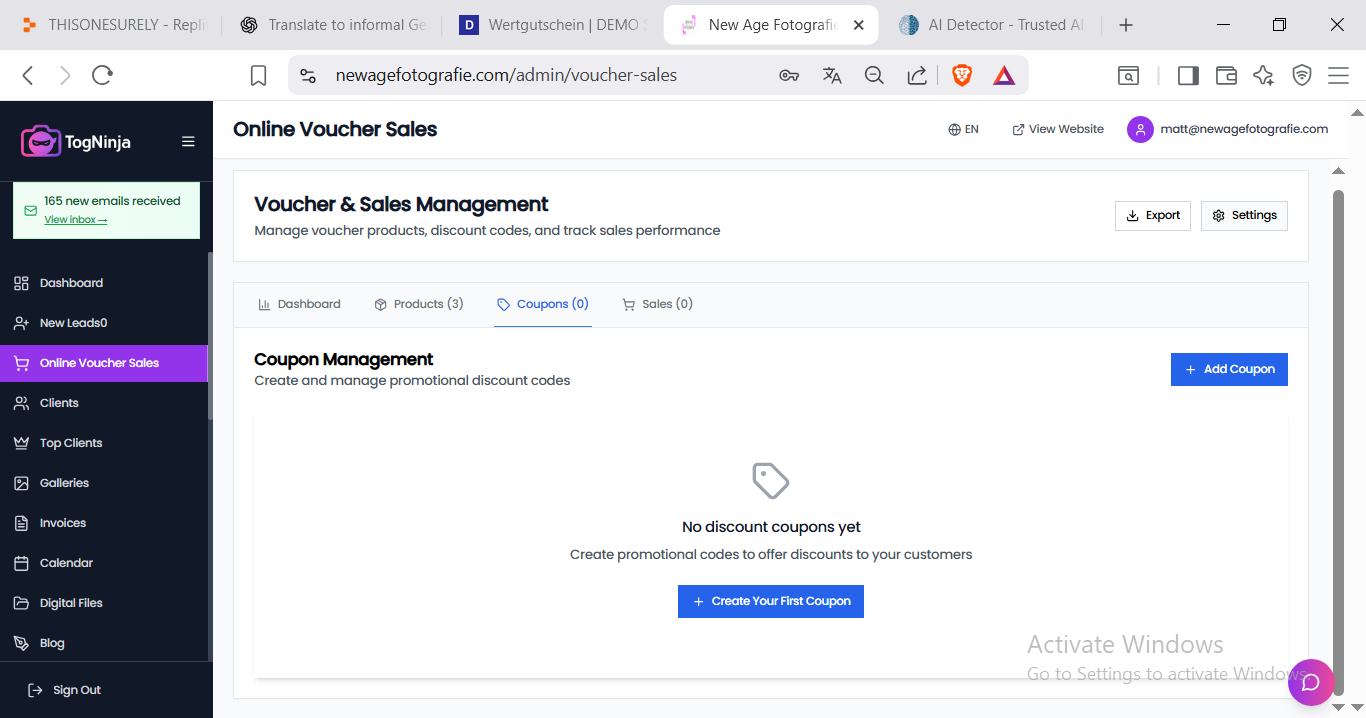 THISONESURELY - Repli
Translate to informal Ge
D
Wertgutschein | DEMO S
New Age Fotografie
AI Detector - Trusted AI
newagefotografie.com/admin/voucher-sales
TogNinja
Online Voucher Sales
EN
View Website
matt@newagefotografie.com
165 new emails received
View inbox →
Dashboard
New Leads0
Online Voucher Sales
Clients
Top Clients
Galleries
Invoices
Calendar
Digital Files
Blog
Sign Out
Voucher & Sales Management
Manage voucher products, discount codes, and track sales performance
Export
Settings
Dashboard
Products (3)
Coupons (0)
Sales (0)
Coupon Management
Create and manage promotional discount codes
+ Add Coupon
No discount coupons yet
Create promotional codes to offer discounts to your customers
+ Create Your First Coupon
Activate Windows
Go to Settings to activate Windows.